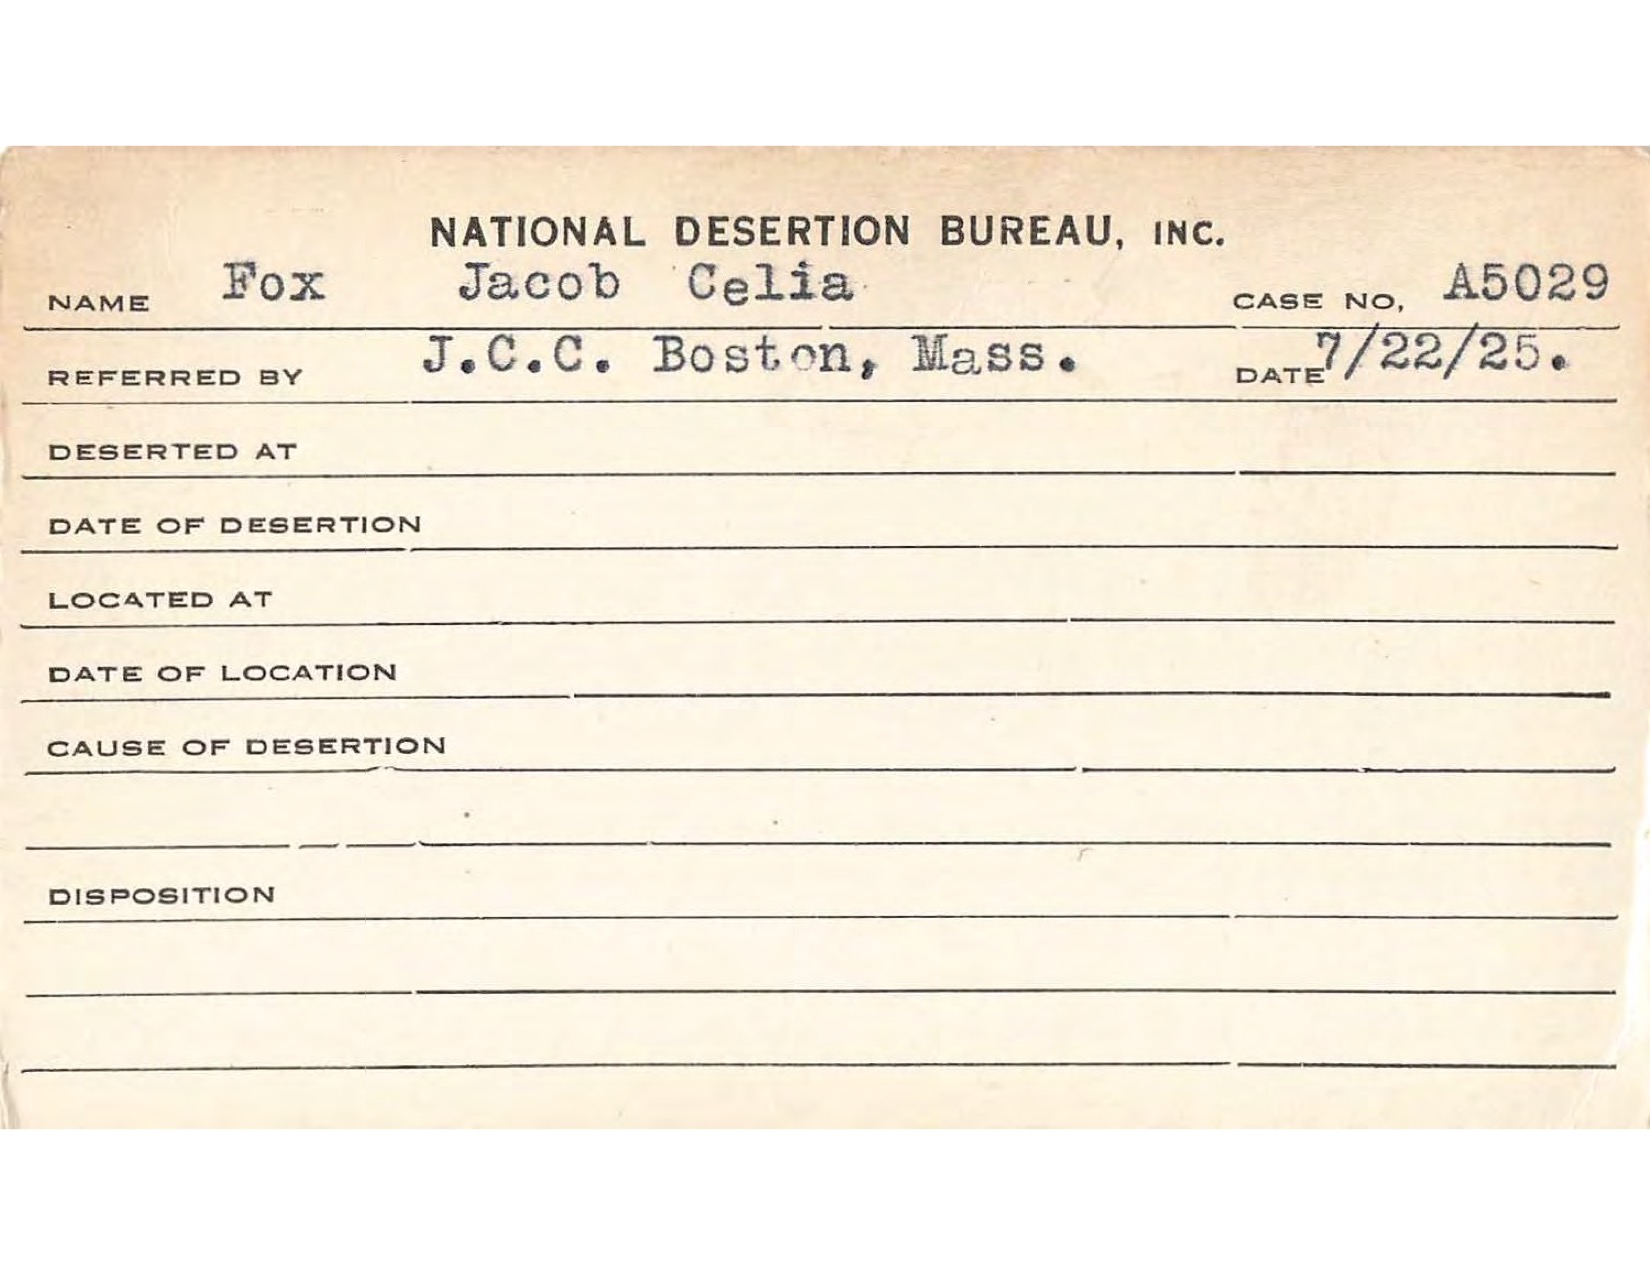 NATIONAL DESERTION BUREAU, INC.
NAME Fox Jacob Celia CASE NO, A5029
REFERRED BY J.C.C. Boston, Mass. DATE 7/22/25.
DESERTED AT
DATE OF DESERTION
LOCATED AT
DATE OF LOCATION
CAUSE OF DESERTION
DISPOSITION